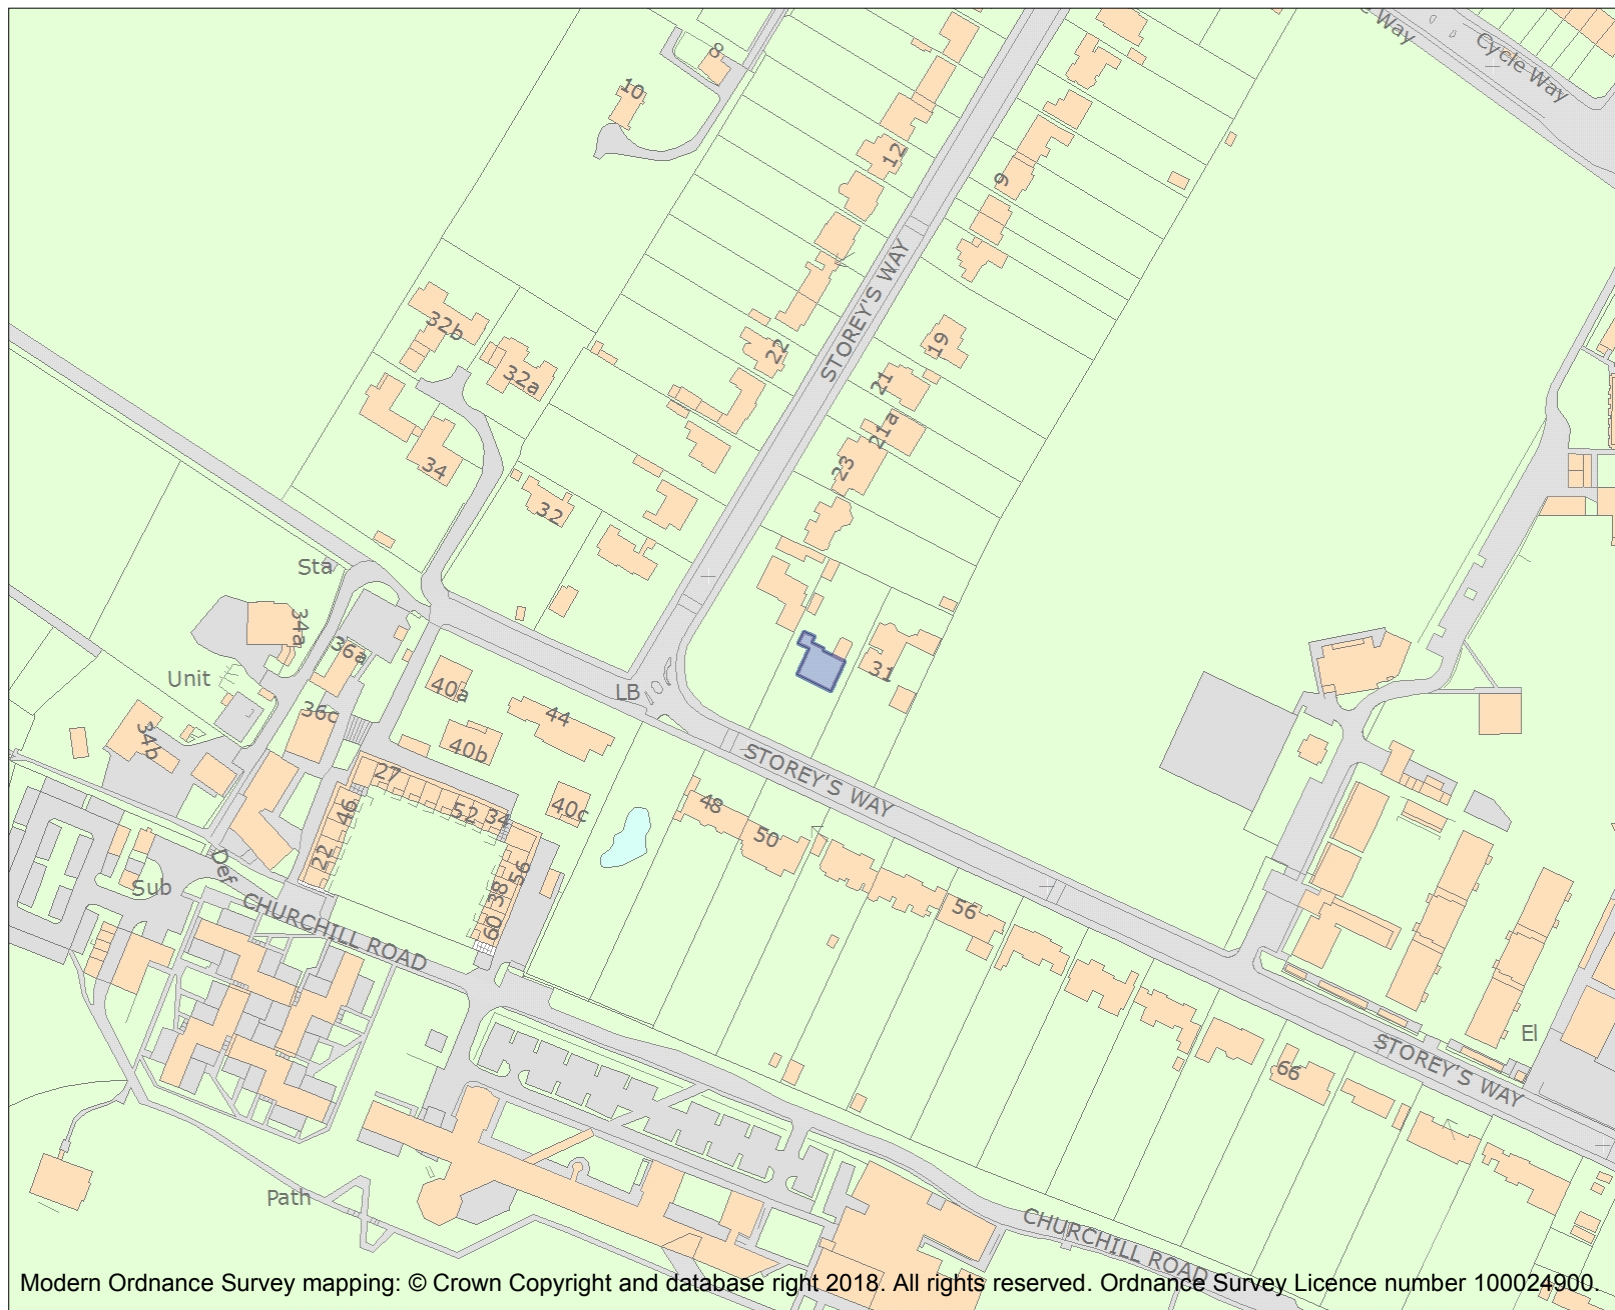 e Way
Cycle Way
8
10
12
9
STOREY'S WAY
32b
32a
22
19
21
21a
23
34
32
Sta
34a
36a
Unit
40a
LB
31
36c
44
34b
40b
STOREY'S WAY
27
46
52
34
40c
48
50
22
56
Def
Sub
38
60
CHURCHILL ROAD
56
El
STOREY'S WAY
66
Path
CHURCHILL ROAD
Modern Ordnance Survey mapping: © Crown Copyright and database right 2018. All rights reserved. Ordnance Survey Licence number 100024900.